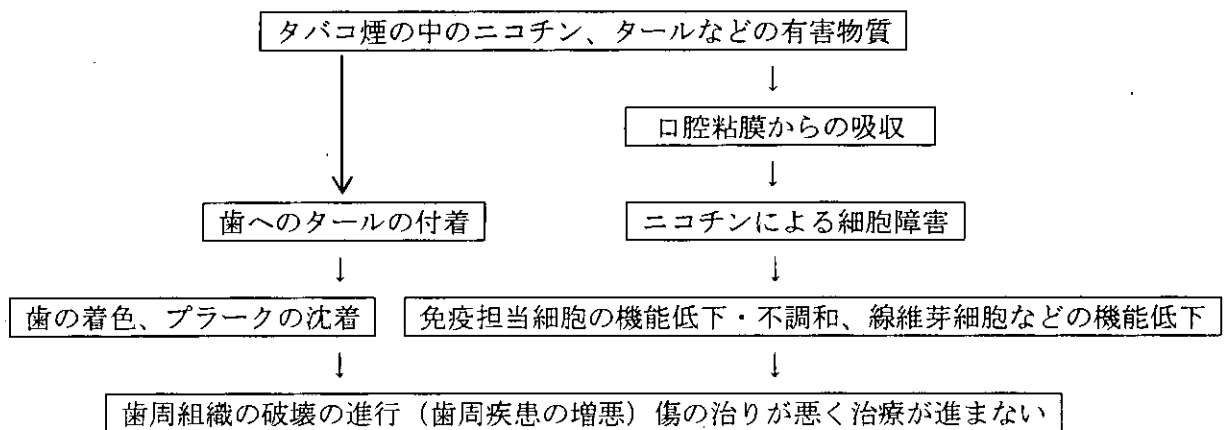 タバコ煙の中のニコチン、タールなどの有害物質
↓
口腔粘膜からの吸収
↓
歯へのタールの付着
ニコチンによる細胞障害
↓ ↓
歯の着色、プラークの沈着
免疫担当細胞の機能低下・不調和、線維芽細胞などの機能低下
↓ ↓
歯周組織の破壊の進行（歯周疾患の増悪）傷の治りが悪く治療が進まない